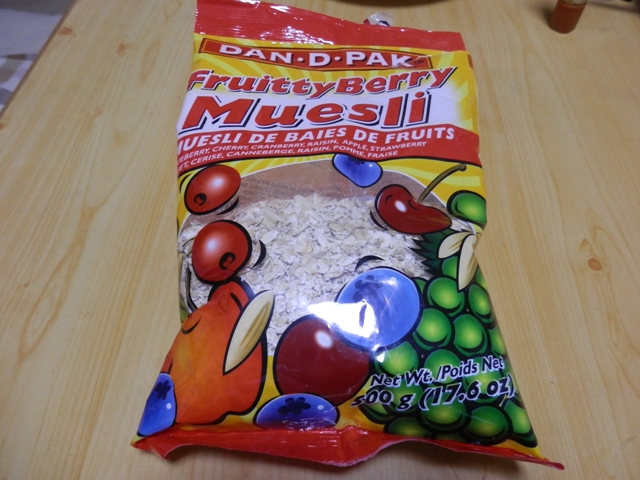 DAN·D·PAK
FruittyBerry
Muesli
MUESLI DE BAIES DE FRUITS
CHERRY, CRANBERRY, RAISIN, APPLE, STRAWBERRY
CERISE, CANNEBERGE, RAISIN, POMME, FRAISE
Net Wt./Poids Net
500 g (17.6 oz)